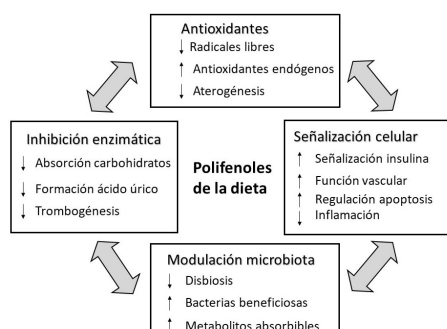 Antioxidantes
↓ Radicales libres
↑ Antioxidantes endógenos
↓ Aterogénesis
Inhibición enzimática
↓ Absorción carbohidratos
↓ Formación ácido úrico
↓ Trombogénesis
Polifenoles
de la dieta
Señalización celular
↑ Señalización insulina
↑ Función vascular
↑ Regulación apoptosis
↓ Inflamación
Modulación microbiota
↓ Disbiosis
↑ Bacterias beneficiosas
↑ Metabolitos absorbibles